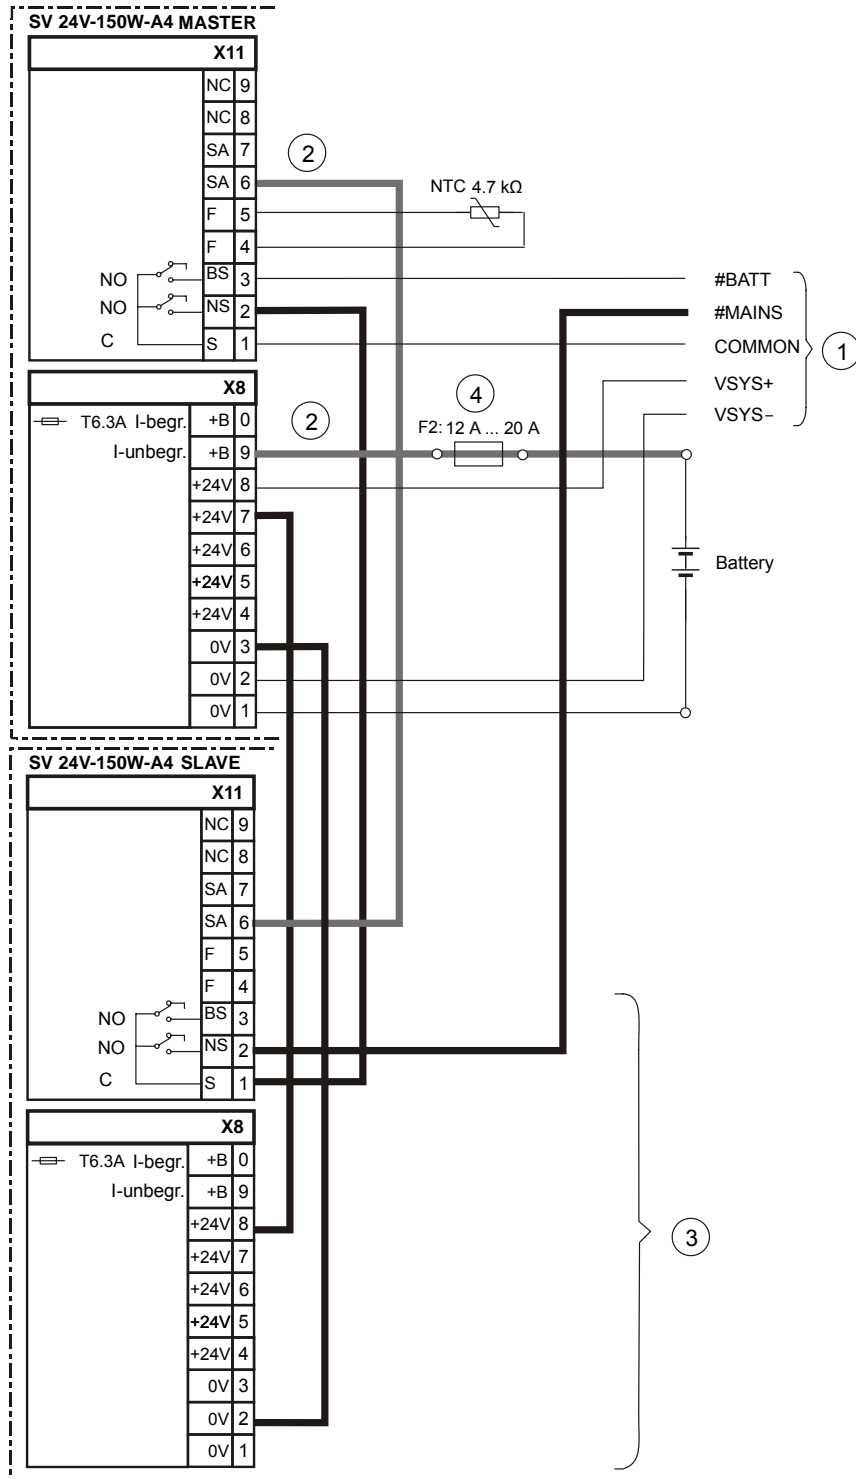 SV 24V-150W-A4 MASTER
X11
NC 9
NC 8
SA 7
2
SA 6
NTC 4.7 kΩ
F 5
F 4
NO BS 3 #BATT
NO NS 2 #MAINS
C S 1 COMMON
1
X8
VSYS+
4
T6.3A I-begr. +B 0
2
F2: 12 A ... 20 A
VSYS−
I-unbegr. +B 9
+24V 8
+24V 7
+24V 6
Battery
+24V 5
+24V 4
0V 3
0V 2
0V 1
SV 24V-150W-A4 SLAVE
X11
NC 9
NC 8
SA 7
SA 6
F 5
F 4
NO BS 3
NO NS 2
C S 1
X8
T6.3A I-begr. +B 0
I-unbegr. +B 9
+24V 8
3
+24V 7
+24V 6
+24V 5
+24V 4
0V 3
0V 2
0V 1